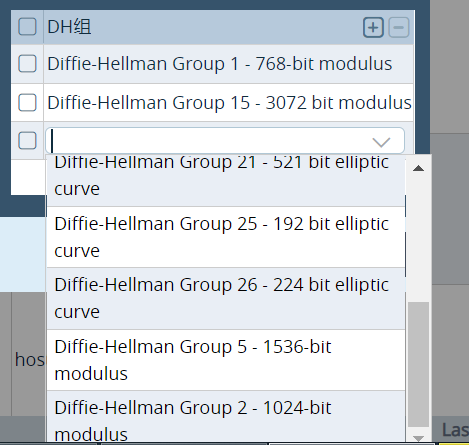 DH组
Diffie-Hellman Group 1 - 768-bit modulus
Diffie-Hellman Group 15 - 3072 bit modulus
Diffie-Hellman Group 21 - 521 bit elliptic
curve
Diffie-Hellman Group 25 - 192 bit elliptic
curve
Diffie-Hellman Group 26 - 224 bit elliptic
curve
Diffie-Hellman Group 5 - 1536-bit
modulus
Diffie-Hellman Group 2 - 1024-bit
modulus
hos
Las